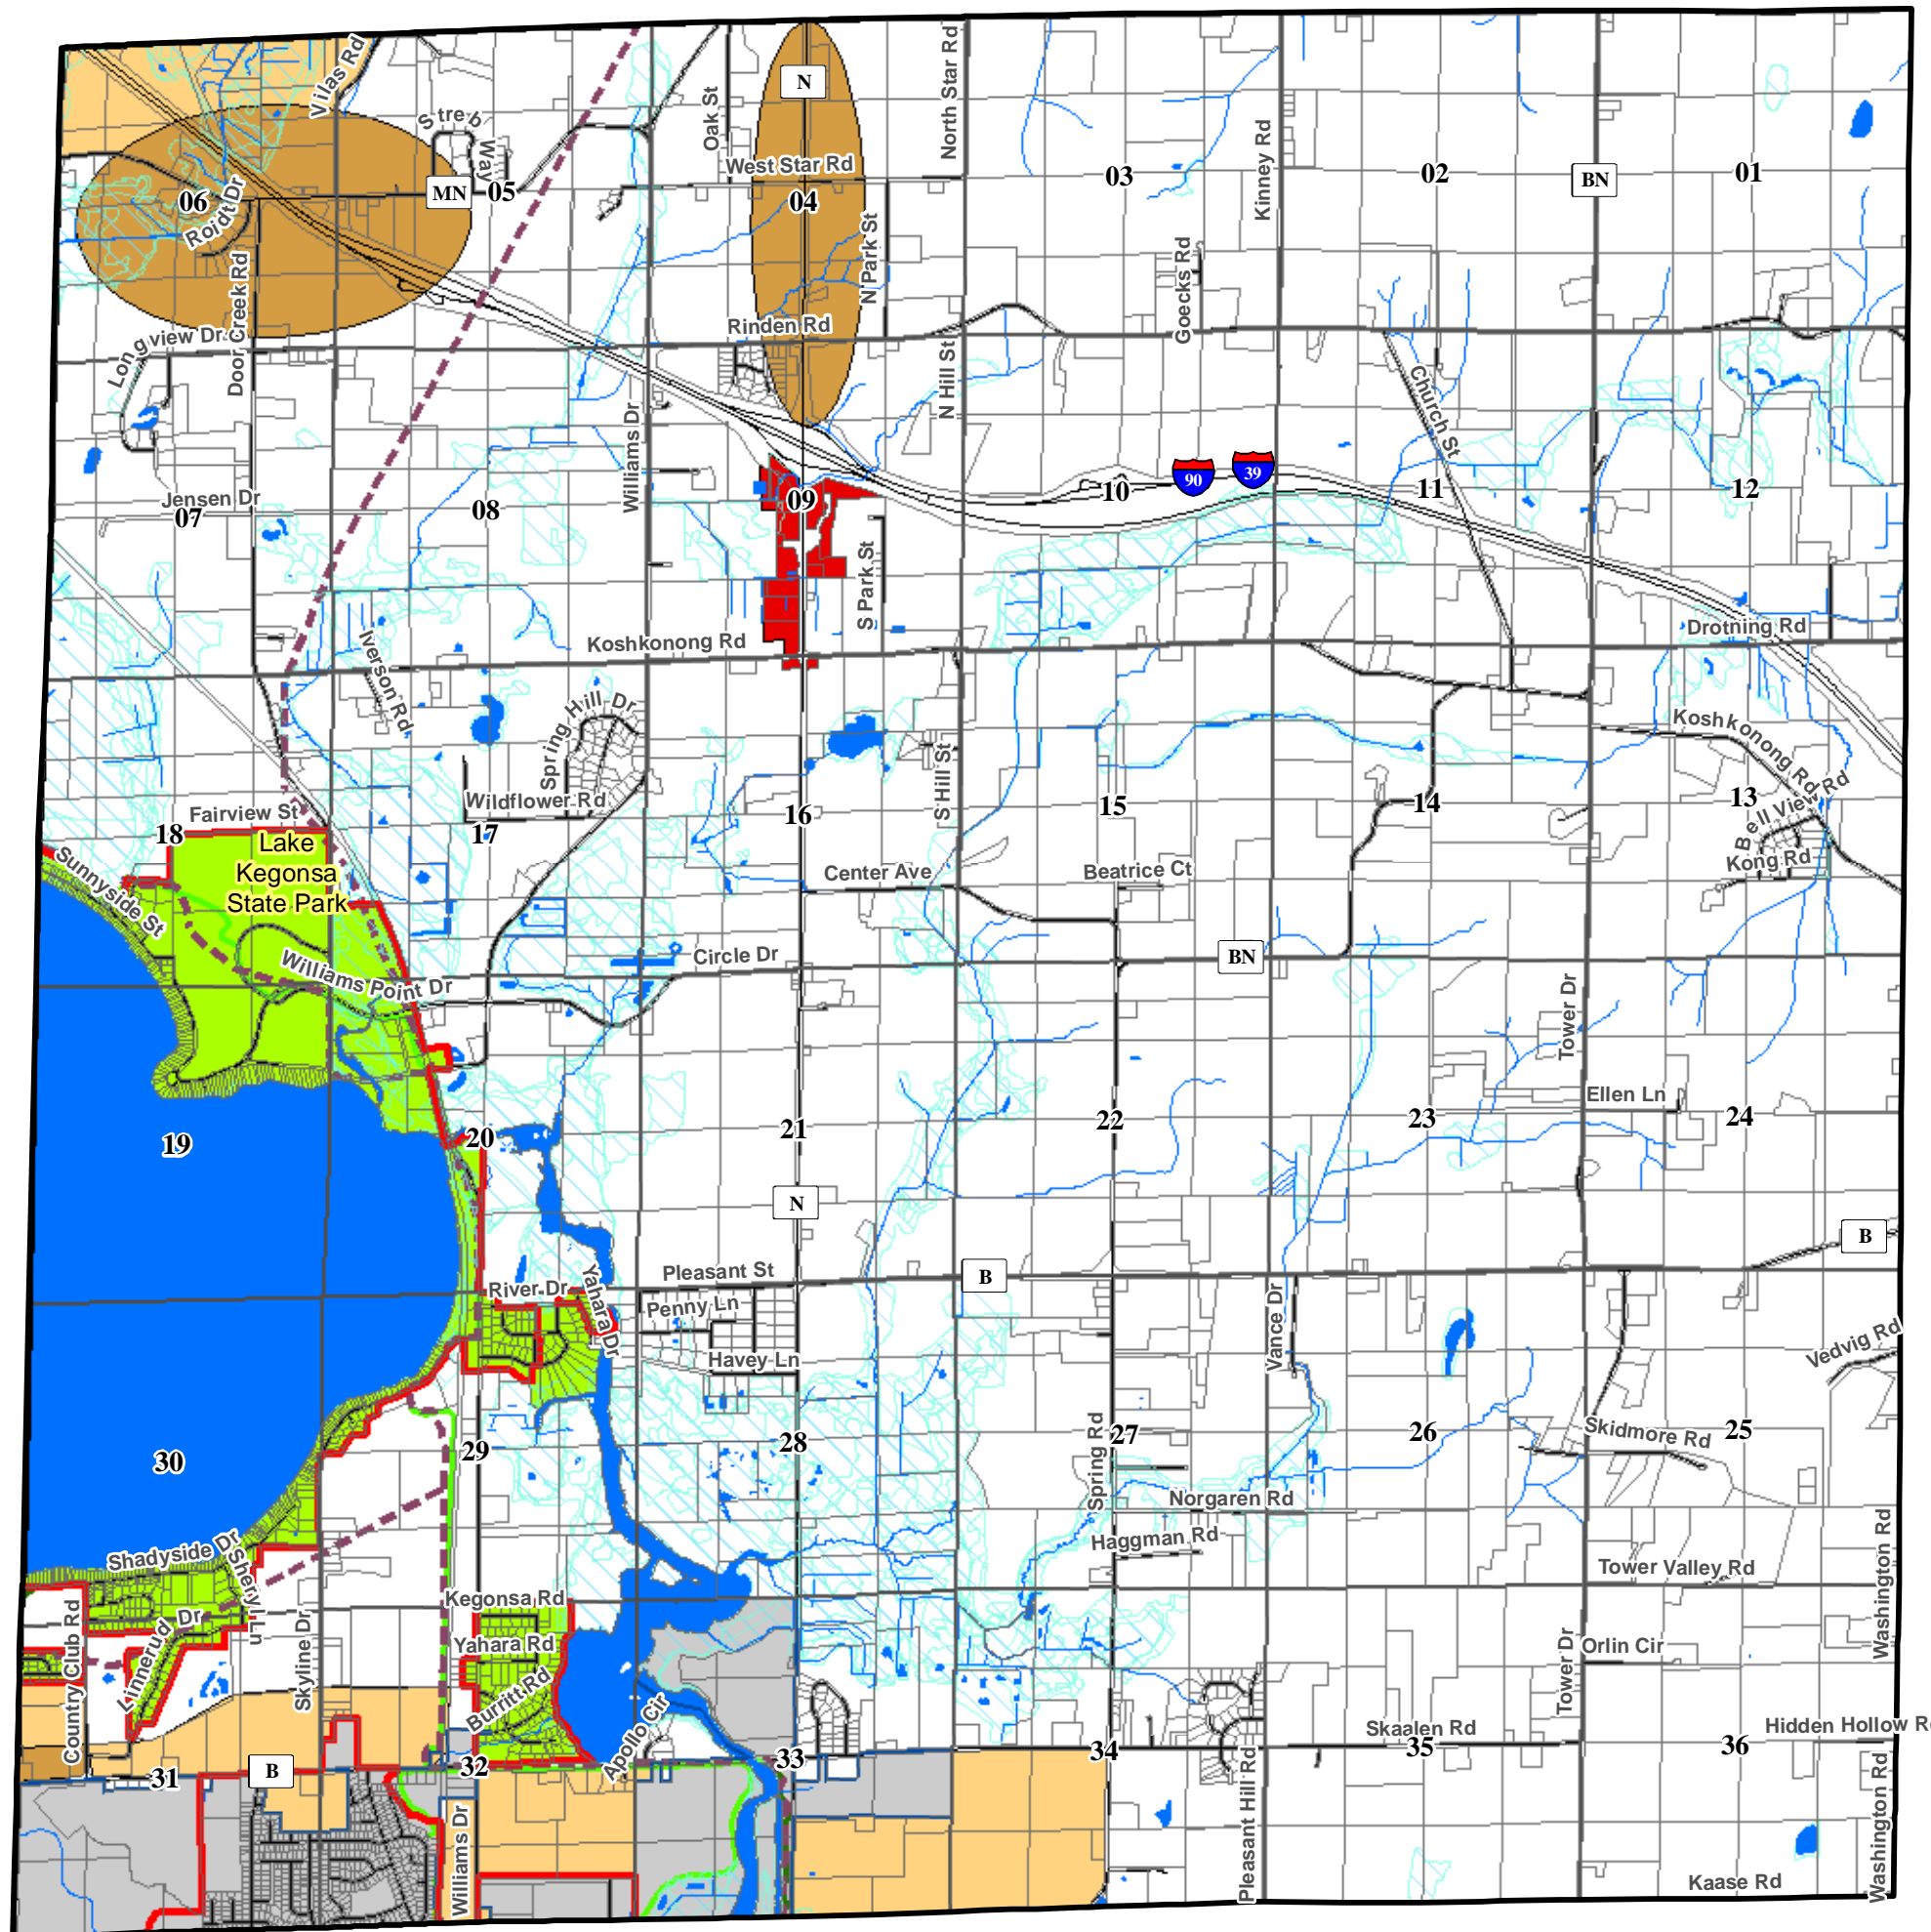 Vilas Rd
Streb Way
Oak St
N
North Star Rd
West Star Rd
Kinney Rd
03
02
BN
01
MN
05
06
Roidt Dr
04
N Park St
Door Creek Rd
Goecks Rd
Longview Dr
Rinden Rd
N Hill St
Church St
Williams Dr
90
39
Jensen Dr
07
08
09
10
11
12
S Park St
Iverson Rd
Koshkonong Rd
Drotning Rd
Spring Hill Dr
Koshkonong Rd
Wildflower Rd
S Hill St
Fairview St
18
17
16
15
14
13
Bell View Rd
Lake
Kegonsa
State Park
Sunnyside St
Center Ave
Beatrice Ct
Kong Rd
Williams Point Dr
Circle Dr
BN
Tower Dr
Ellen Ln
19
20
21
22
23
24
N
B
River Dr
Yahara Dr
Pleasant St
B
Penny Ln
Havey Ln
Vance Dr
Vedvig Rd
30
29
28
Spring Rd
27
26
Skidmore Rd
25
Norgaren Rd
Haggman Rd
Shadyside Dr
Sheryl Ln
Tower Valley Rd
Washington Rd
Kegonsa Rd
Country Club Rd
Linnerud Dr
Skyline Dr
Yahara Rd
Burritt Rd
Apollo Cir
Tower Dr
Orlin Cir
Skaalen Rd
Hidden Hollow R
31
B
32
33
34
35
36
Williams Dr
Pleasant Hill Rd
Washington Rd
Kaase Rd